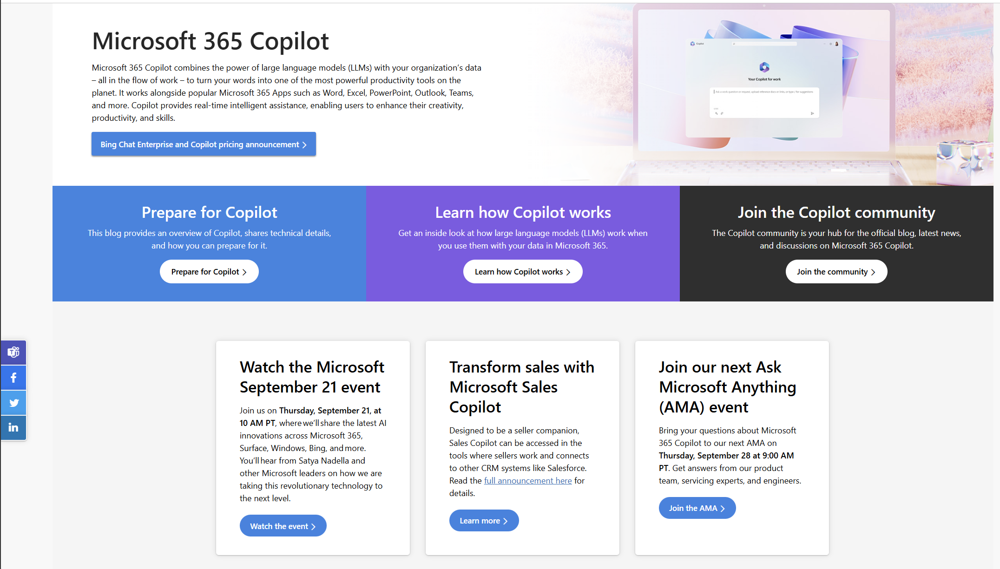 Microsoft 365 Copilot
Microsoft 365 Copilot combines the power of large language models (LLMs) with your organization's data
– all in the flow of work – to turn your words into one of the most powerful productivity tools on the
planet. It works alongside popular Microsoft 365 Apps such as Word, Excel, PowerPoint, Outlook, Teams,
and more. Copilot provides real-time intelligent assistance, enabling users to enhance their creativity,
productivity, and skills.
Bing Chat Enterprise and Copilot pricing announcement
Copilot
Your Copilot for work
Ask a work question or request, upload reference docs or links, or type / for suggestions
Prepare for Copilot
This blog provides an overview of Copilot, shares technical details,
and how you can prepare for it.
Prepare for Copilot
Learn how Copilot works
Get an inside look at how large language models (LLMs) work when
you use them with your data in Microsoft 365.
Learn how Copilot works
Join the Copilot community
The Copilot community is your hub for the official blog, latest news,
and discussions on Microsoft 365 Copilot.
Join the community
Watch the Microsoft
September 21 event
Join us on Thursday, September 21, at
10 AM PT, where we'll share the latest AI
innovations across Microsoft 365,
Surface, Windows, Bing, and more.
You'll hear from Satya Nadella and
other Microsoft leaders on how we are
taking this revolutionary technology to
the next level.
Watch the event
Transform sales with
Microsoft Sales
Copilot
Designed to be a seller companion,
Sales Copilot can be accessed in the
tools where sellers work and connects
to other CRM systems like Salesforce.
Read the full announcement here for
details.
Learn more
Join our next Ask
Microsoft Anything
(AMA) event
Bring your questions about Microsoft
365 Copilot to our next AMA on
Thursday, September 28 at 9:00 AM
PT. Get answers from our product
team, servicing experts, and engineers.
Join the AMA